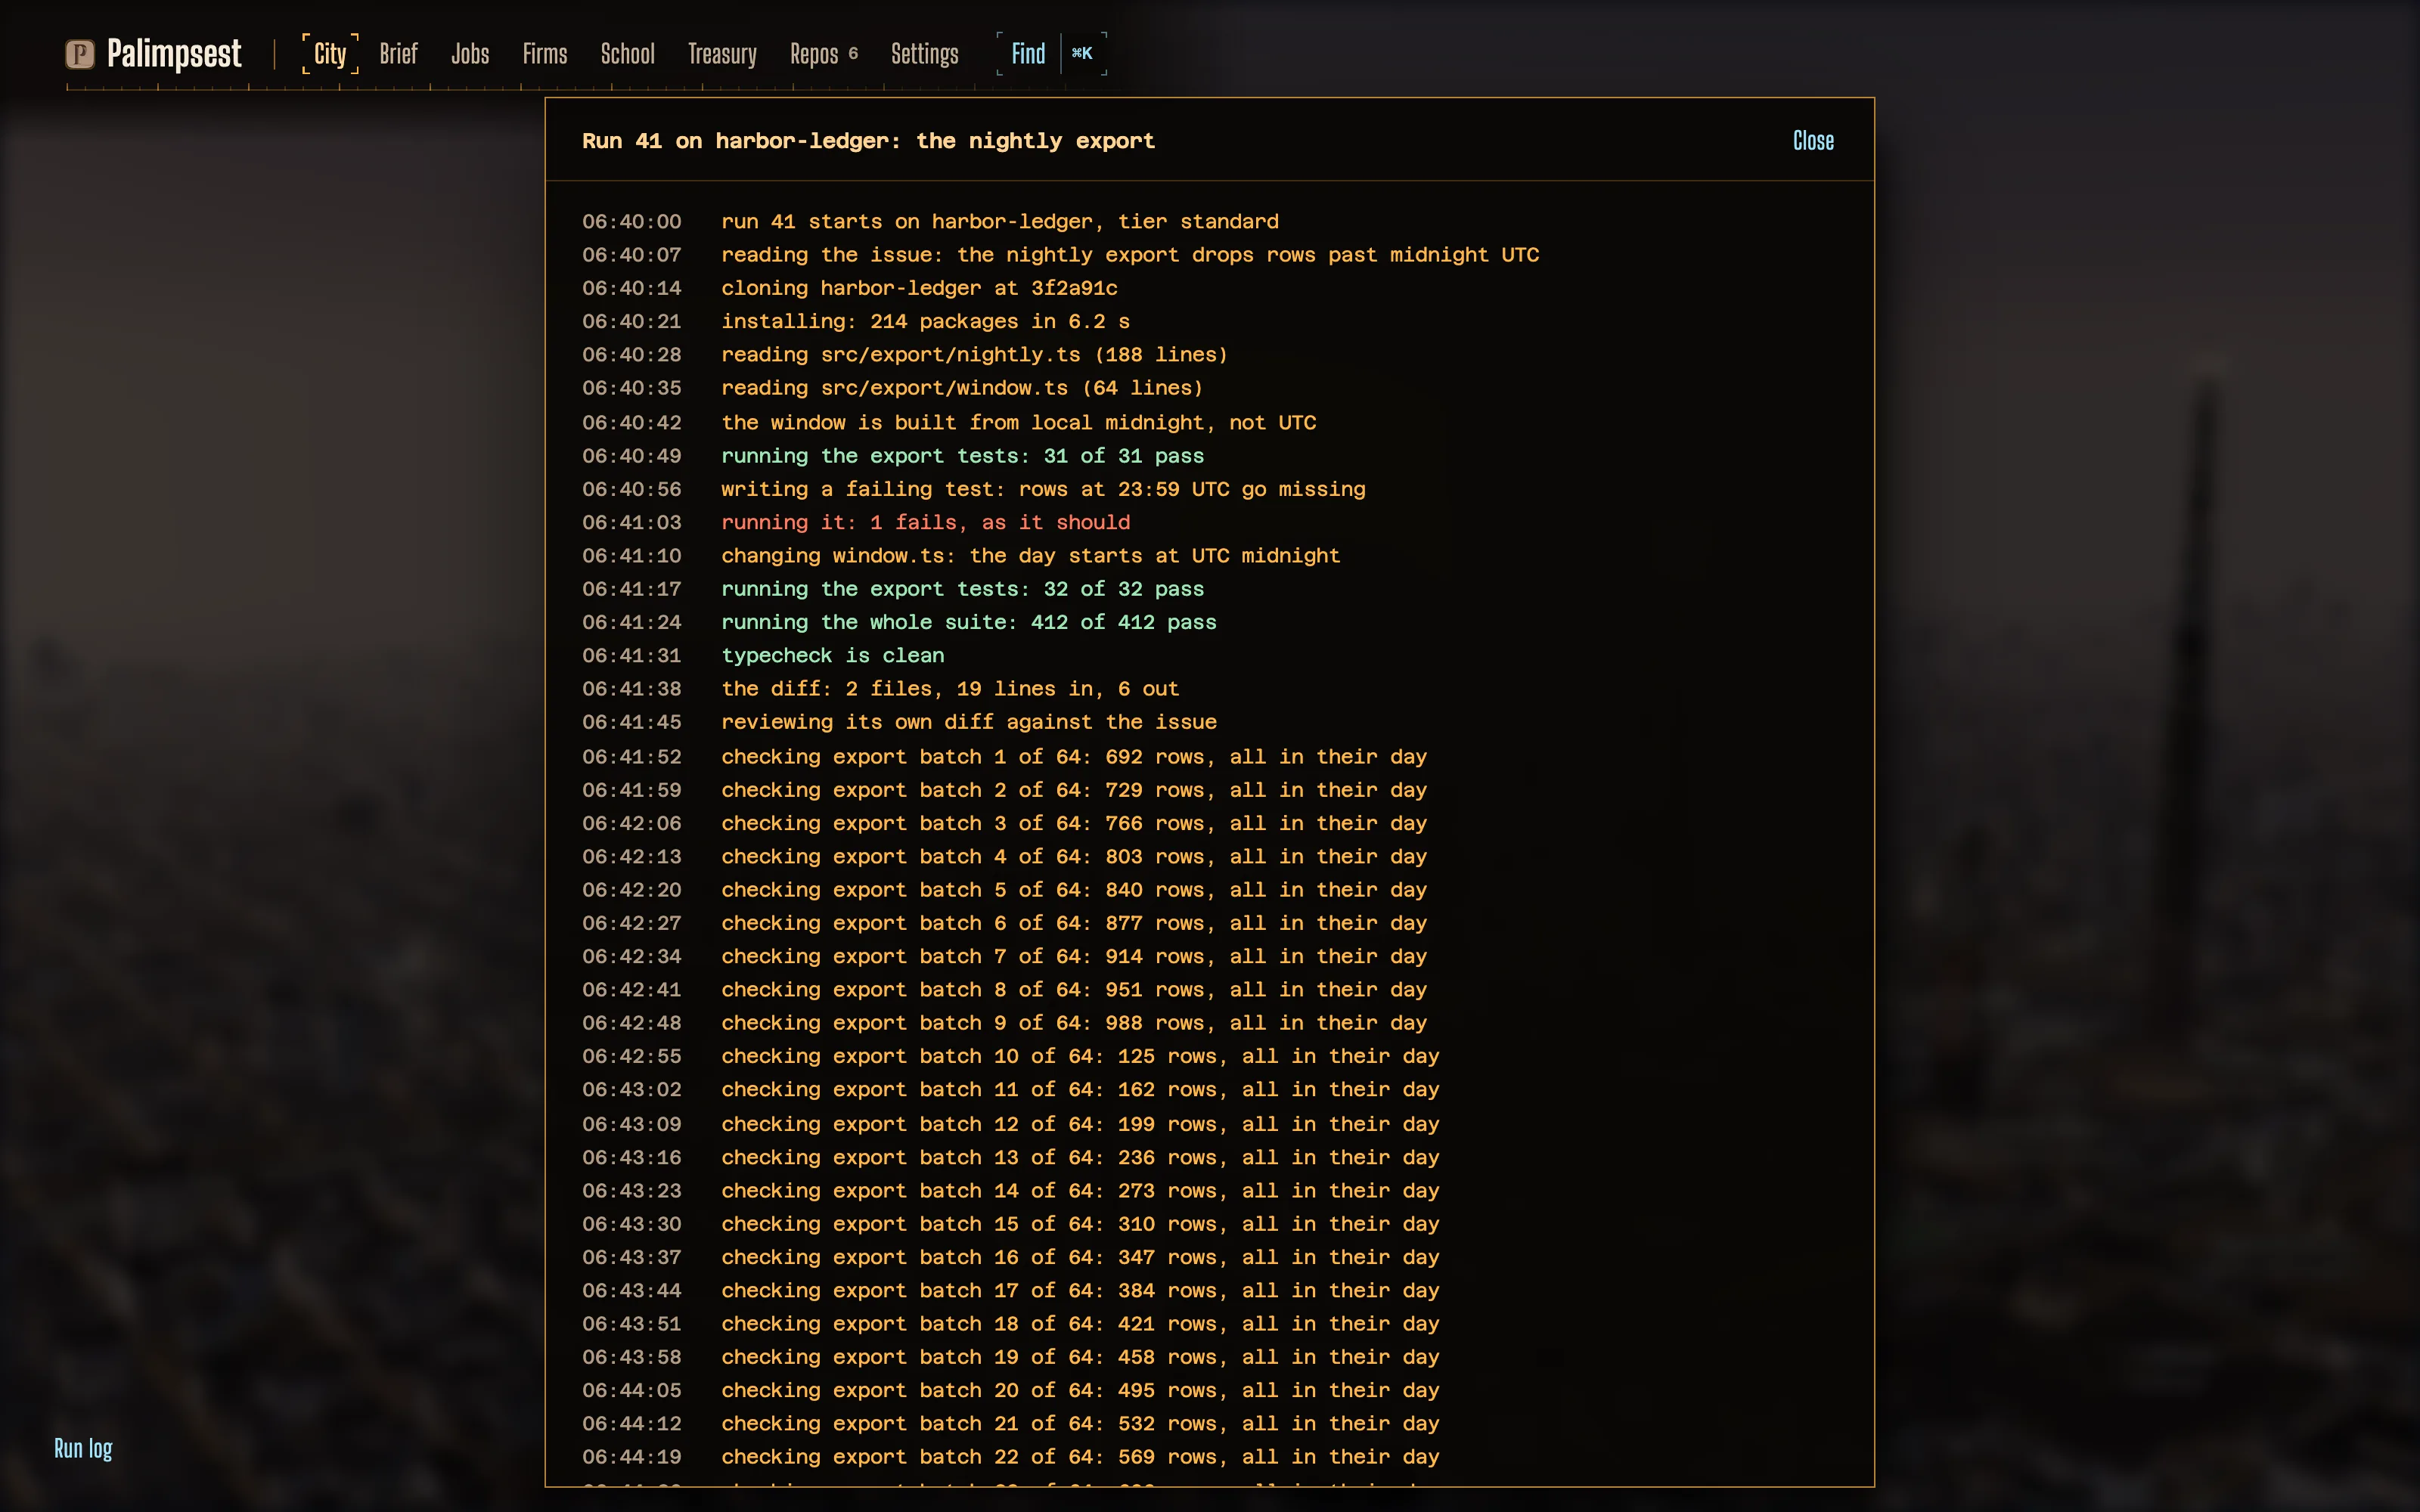 P Palimpsest City Brief Jobs Firms School Treasury Repos 6 Settings Find ⌘K
Run 41 on harbor-ledger: the nightly export Close
06:40:00 run 41 starts on harbor-ledger, tier standard
06:40:07 reading the issue: the nightly export drops rows past midnight UTC
06:40:14 cloning harbor-ledger at 3f2a91c
06:40:21 installing: 214 packages in 6.2 s
06:40:28 reading src/export/nightly.ts (188 lines)
06:40:35 reading src/export/window.ts (64 lines)
06:40:42 the window is built from local midnight, not UTC
06:40:49 running the export tests: 31 of 31 pass
06:40:56 writing a failing test: rows at 23:59 UTC go missing
06:41:03 running it: 1 fails, as it should
06:41:10 changing window.ts: the day starts at UTC midnight
06:41:17 running the export tests: 32 of 32 pass
06:41:24 running the whole suite: 412 of 412 pass
06:41:31 typecheck is clean
06:41:38 the diff: 2 files, 19 lines in, 6 out
06:41:45 reviewing its own diff against the issue
06:41:52 checking export batch 1 of 64: 692 rows, all in their day
06:41:59 checking export batch 2 of 64: 729 rows, all in their day
06:42:06 checking export batch 3 of 64: 766 rows, all in their day
06:42:13 checking export batch 4 of 64: 803 rows, all in their day
06:42:20 checking export batch 5 of 64: 840 rows, all in their day
06:42:27 checking export batch 6 of 64: 877 rows, all in their day
06:42:34 checking export batch 7 of 64: 914 rows, all in their day
06:42:41 checking export batch 8 of 64: 951 rows, all in their day
06:42:48 checking export batch 9 of 64: 988 rows, all in their day
06:42:55 checking export batch 10 of 64: 125 rows, all in their day
06:43:02 checking export batch 11 of 64: 162 rows, all in their day
06:43:09 checking export batch 12 of 64: 199 rows, all in their day
06:43:16 checking export batch 13 of 64: 236 rows, all in their day
06:43:23 checking export batch 14 of 64: 273 rows, all in their day
06:43:30 checking export batch 15 of 64: 310 rows, all in their day
06:43:37 checking export batch 16 of 64: 347 rows, all in their day
06:43:44 checking export batch 17 of 64: 384 rows, all in their day
06:43:51 checking export batch 18 of 64: 421 rows, all in their day
06:43:58 checking export batch 19 of 64: 458 rows, all in their day
06:44:05 checking export batch 20 of 64: 495 rows, all in their day
06:44:12 checking export batch 21 of 64: 532 rows, all in their day
06:44:19 checking export batch 22 of 64: 569 rows, all in their day
Run log